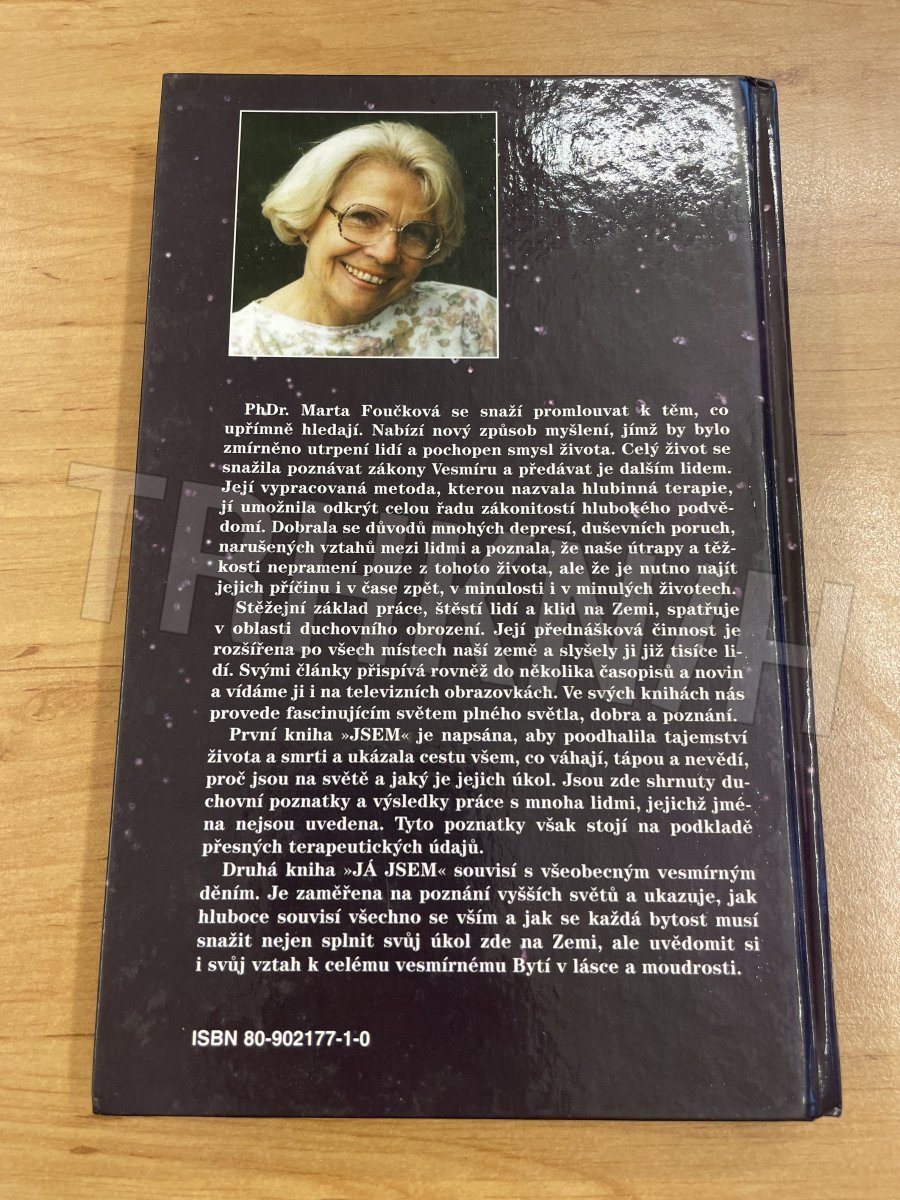 PhDr. Marta Foučková se snaží promlouvat k těm, co
upřímně hledají. Nabízí nový způsob myšlení, jímž by bylo
zmírněno utrpení lidí a pochopen smysl života. Celý život se
snažila poznávat zákony Vesmíru a předávat je dalším lidem.
Její vypracovaná metoda, kterou nazvala hlubinná terapie,
jí umožnila odkrýt celou řadu zákonitostí hlubokého podvě-
domí. Dobrala se důvodů mnohých depresí, duševních poruch,
narušených vztahů mezi lidmi a poznala, že naše útrapy a těž-
kosti nepramení pouze z tohoto života, ale že je nutno najít
jejich příčinu i v čase zpět, v minulosti i v minulých životech.
Stěžejní základ práce, štěstí lidí a klid na Zemi, spatřuje
v oblasti duchovního obrození. Její přednášková činnost je
rozšířena po všech místech naší země a slyšely ji již tisíce li-
dí. Svými články přispívá rovněž do několika časopisů a novin
a vídáme ji i na televizních obrazovkách. Ve svých knihách nás
provede fascinujícím světem plného světla, dobra a poznání.
První kniha »JSEM« je napsána, aby poodhalila tajemství
života a smrti a ukázala cestu všem, co váhají, tápou a nevědí,
proč jsou na světě a jaký je jejich úkol. Jsou zde shrnuty du-
chovní poznatky a výsledky práce s mnoha lidmi, jejichž jmé-
na nejsou uvedena. Tyto poznatky však stojí na podkladě
přesných terapeutických údajů.
Druhá kniha »JÁ JSEM« souvisí s všeobecným vesmírným
děním. Je zaměřena na poznání vyšších světů a ukazuje, jak
hluboce souvisí všechno se vším a jak se každá bytost musí
snažit nejen splnit svůj úkol zde na Zemi, ale uvědomit si
i svůj vztah k celému vesmírnému Bytí v lásce a moudrosti.
ISBN 80-902177-1-0
TRHKNIH